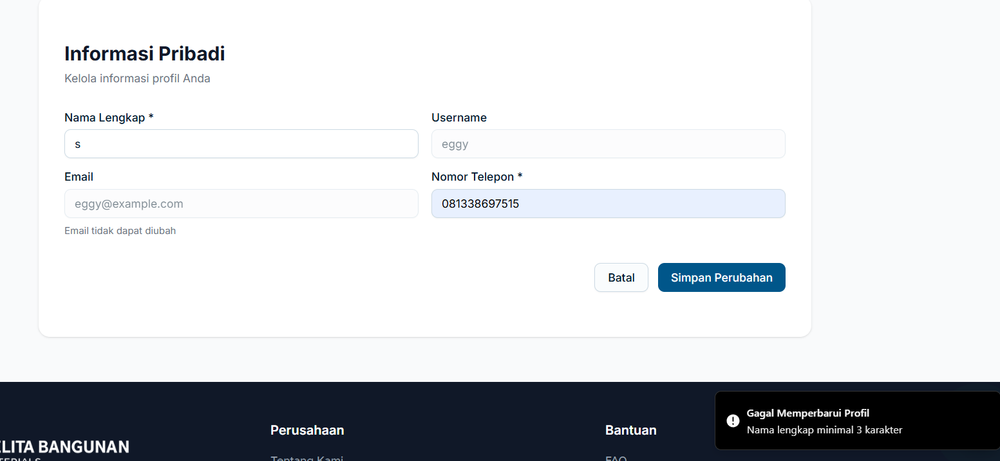 Informasi Pribadi
Kelola informasi profil Anda
Nama Lengkap *
Username
s
eggy
Email
Nomor Telepon *
eggy@example.com
081338697515
Email tidak dapat diubah
Batal
Simpan Perubahan
Gagal Memperbarui Profil
Nama lengkap minimal 3 karakter
Perusahaan
Bantuan
BANGUNAN
Tentang Kami
FAQ